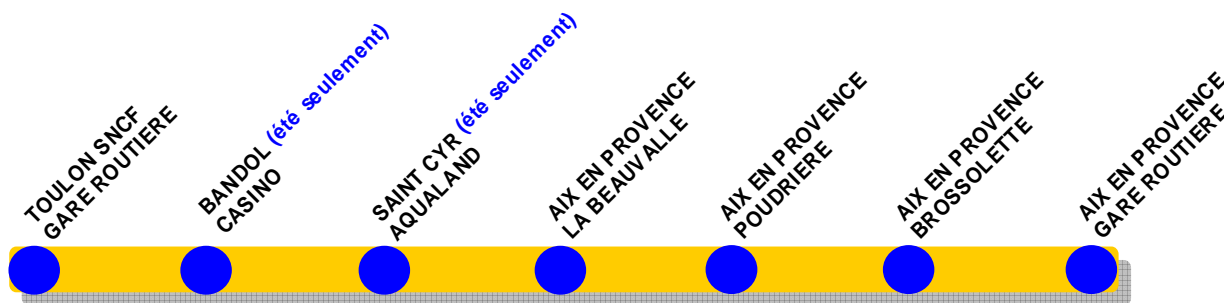 TOULON SNCF
GARE ROUTIERE
BANDOL (été seulement)
CASINO
SAINT CYR (été seulement)
AQUALAND
AIX EN PROVENCE
LA BEAUVALLE
AIX EN PROVENCE
POUDRIERE
AIX EN PROVENCE
BROSSOLETTE
AIX EN PROVENCE
GARE ROUTIERE